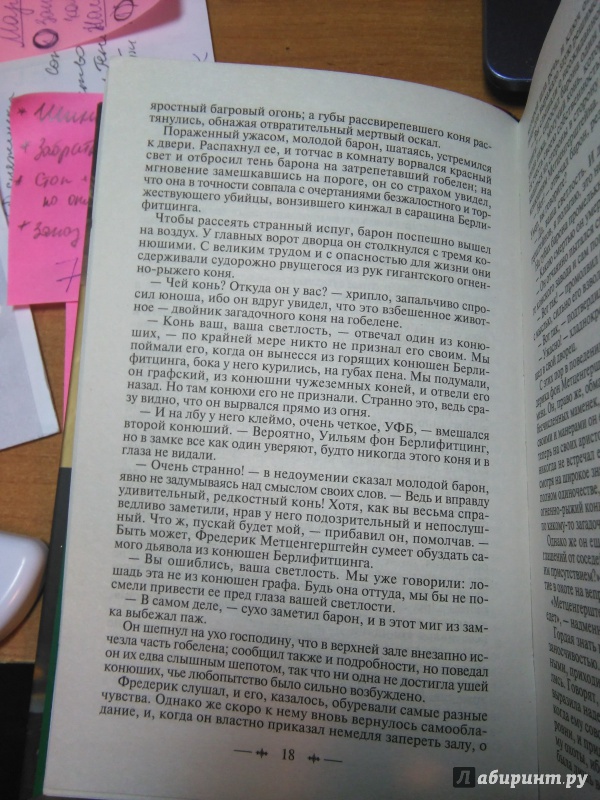 яростный багровый огонь; а губы рассвирепевшего коня рас-
тянулись, обнажая отвратительный мертвый оскал.
Пораженный ужасом, молодой барон, шатаясь, устремился
к двери. Распахнул ее, и тотчас в комнату ворвался красный
свет и отбросил тень барона на затрепетавший гобелен; на
мгновение замешкавшись на пороге, он со страхом увидел,
что она в точности совпала с очертаниями безжалостного и тор-
жествующего убийцы, вонзившего кинжал в сарацина Берли-
фитцинга.
Чтобы рассеять странный испуг, барон поспешно вышел
на воздух. У главных ворот дворца он столкнулся с тремя ко-
нюшими. С великим трудом и с опасностью для жизни они
сдерживали судорожно рвущегося из рук гигантского огнен-
но-рыжего коня.
— Чей конь? Откуда он у вас? — хрипло, запальчиво спро-
сил юноша, ибо он вдруг увидел, что это взбешенное живот-
ное — двойник загадочного коня на гобелене.
— Конь ваш, ваша светлость, — отвечал один из коню-
ших, — по крайней мере никто не признал его своим. Мы
поймали его, когда он вынесся из горящих конюшен Берли-
фитцинга, бока у него курились, на губах пена. Мы подумали,
он графский, из конюшни чужеземных коней, и отвели его
назад. Но там конюхи его не признали. Странно это, ведь сра-
зу видно, что он вырвался прямо из огня.
— И на лбу у него клеймо, очень четкое, УФБ, — вмешался
второй конюший. — Вероятно, Уильям фон Берлифитцинг,
но в замке все как один уверяют, будто никогда этого коня и в
глаза не видали.
— Очень странно! — в недоумении сказал молодой барон,
явно не задумываясь над смыслом своих слов. — Ведь и вправду
удивительный, редкостный конь! Хотя, как вы весьма спра-
ведливо заметили, нрав у него подозрительный и непослуш-
ный. Что ж, пускай будет мой, — прибавил он, помолчав. —
Быть может, Фредерик Метценгерштейн сумеет обуздать са-
мого дьявола из конюшен Берлифитцинга.
— Вы ошиблись, ваша светлость. Мы уже говорили: ло-
шадь эта не из конюшен графа. Будь она оттуда, мы бы не по-
смели привести ее пред глаза вашей светлости.
— В самом деле, — сухо заметил барон, и в этот миг из зам-
ка выбежал паж.
Он шепнул на ухо господину, что в верхней зале внезапно ис-
чезла часть гобелена; сообщил также и подробности, но поведал
он их едва слышным шепотом, так что ни одна не достигла ушей
конюших, чье любопытство было сильно возбуждено.
Фредерик слушал, и его, казалось, обуревали самые разные
чувства. Однако же скоро к нему вновь вернулось самооблa-
дание, и, когда он властно приказал немедля запереть залу, о
18
лабиринт.ру